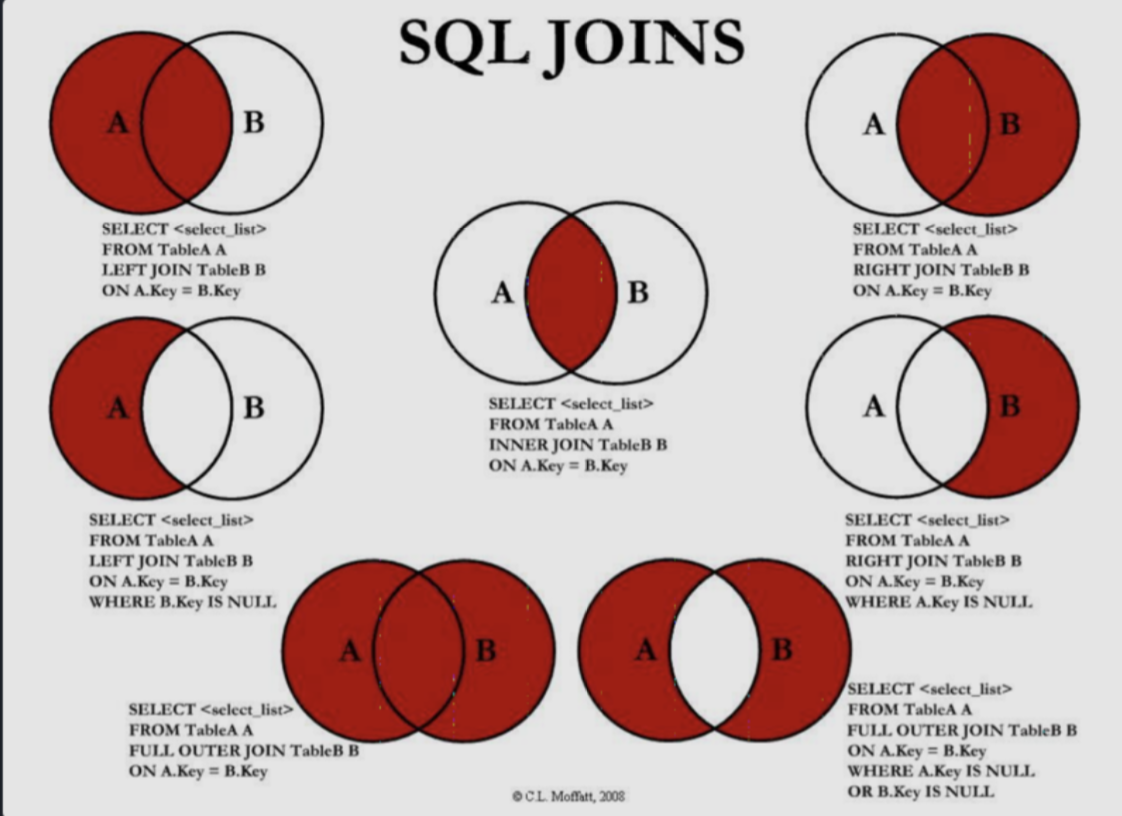 SQL JOINS
A B
SELECT <select_list>
FROM TableA A
LEFT JOIN TableB B
ON A.Key = B.Key
A B
SELECT <select_list>
FROM TableA A
RIGHT JOIN TableB B
ON A.Key = B.Key
A B
SELECT <select_list>
FROM TableA A
INNER JOIN TableB B
ON A.Key = B.Key
A B
SELECT <select_list>
FROM TableA A
LEFT JOIN TableB B
ON A.Key = B.Key
WHERE B.Key IS NULL
A B
SELECT <select_list>
FROM TableA A
RIGHT JOIN TableB B
ON A.Key = B.Key
WHERE A.Key IS NULL
A B
SELECT <select_list>
FROM TableA A
FULL OUTER JOIN TableB B
ON A.Key = B.Key
A B
SELECT <select_list>
FROM TableA A
FULL OUTER JOIN TableB B
ON A.Key = B.Key
WHERE A.Key IS NULL
OR B.Key IS NULL
© C.L. Moffatt, 2008